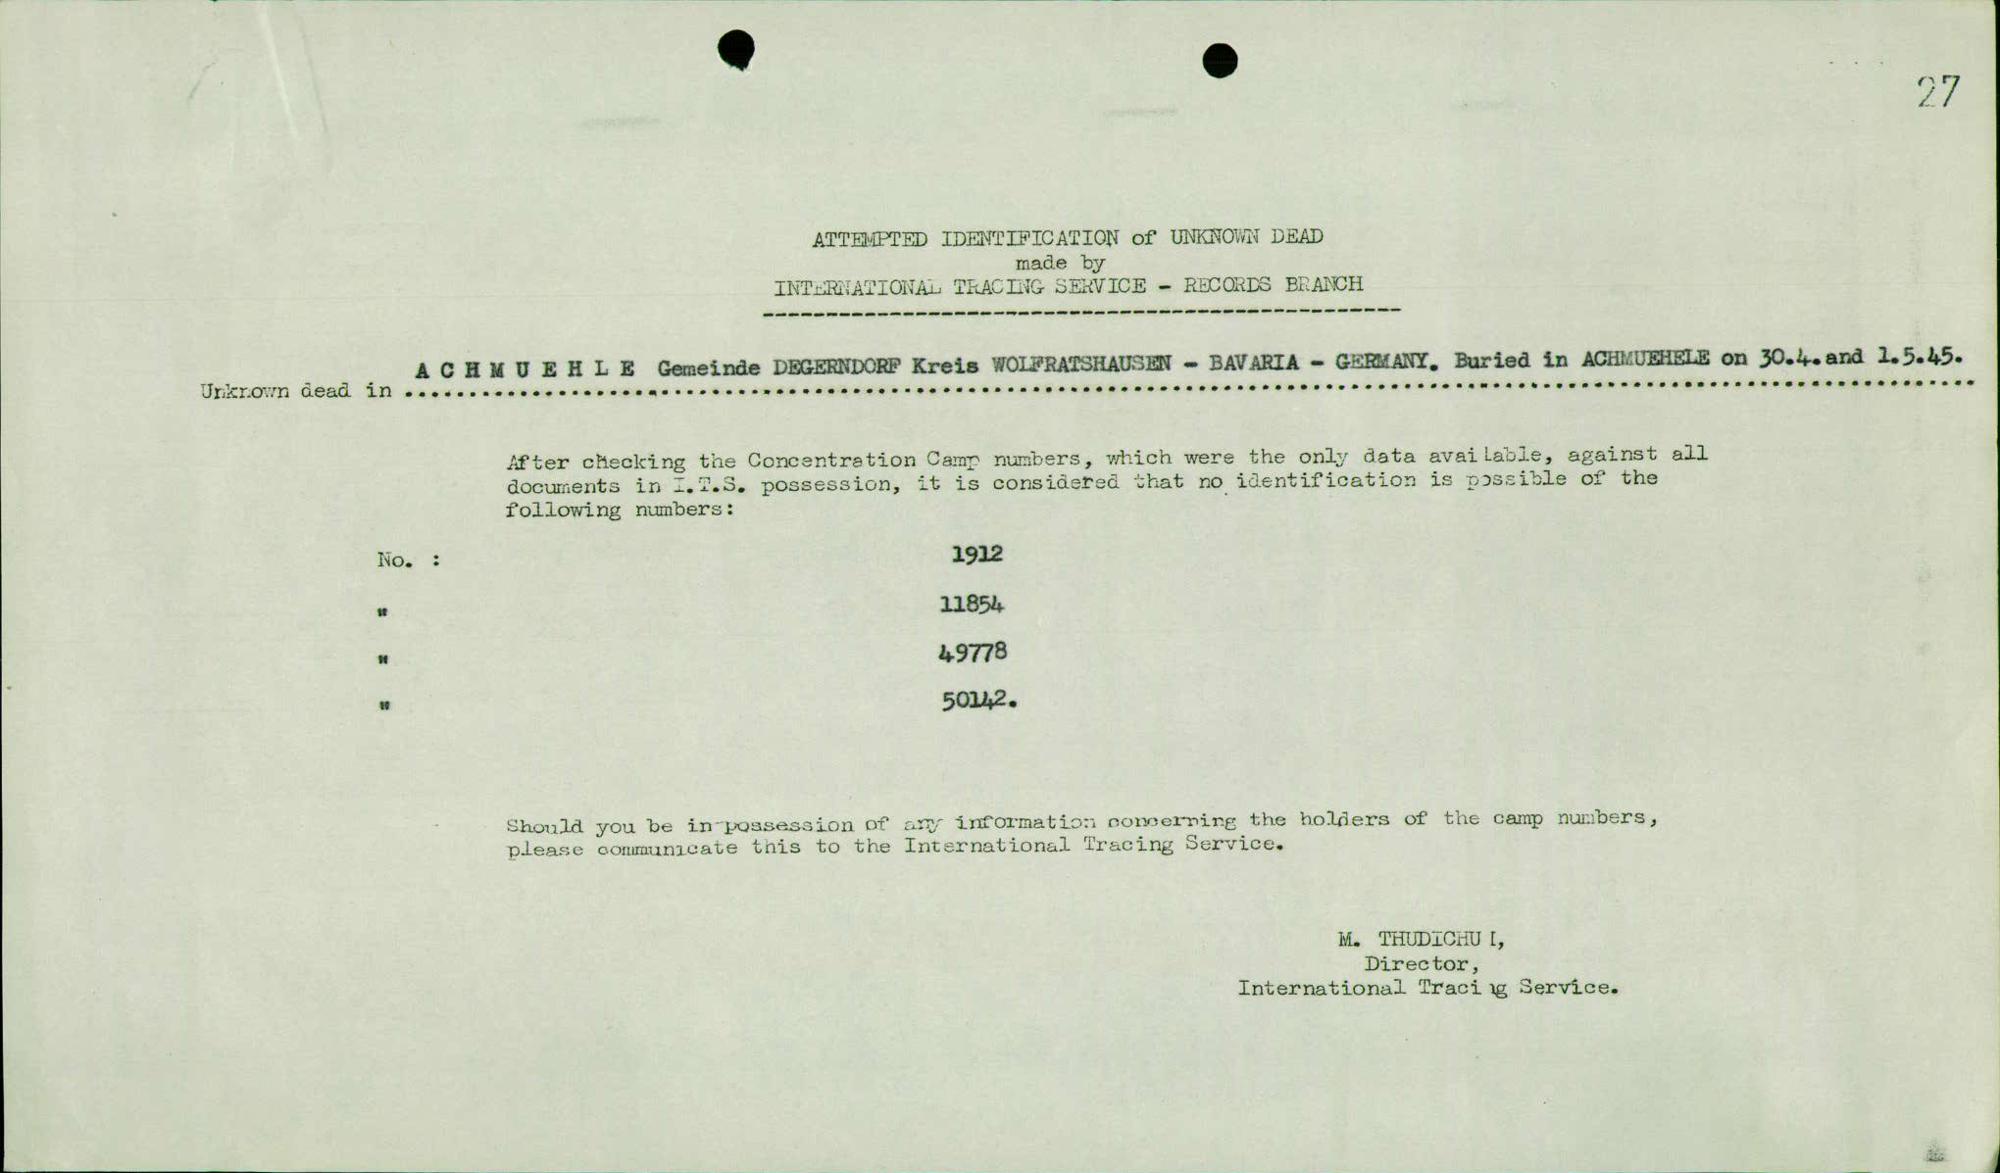 27
ATTEMPTED IDENTIFICATION of UNKNOWN DEAD
made by
INTERNATIONAL TRACING SERVICE - RECORDS BRANCH
A C H M U E H L E Gemeinde DEGERNDORF Kreis WOLFRATSHAUSEN - BAVARIA - GERMANY. Buried in ACHMUEHELE on 30.4.and 1.5.45.
Unknown dead in
After checking the Concentration Camp numbers, which were the only data available, against all
documents in I.T.S. possession, it is considered that no identification is possible of the
following numbers:
No. : 1912
" 11854
" 49778
" 50142.
Should you be in possession of any information concerning the holders of the camp numbers,
please communicate this to the International Tracing Service.
M. THUDICHUM,
Director,
International Tracing Service.